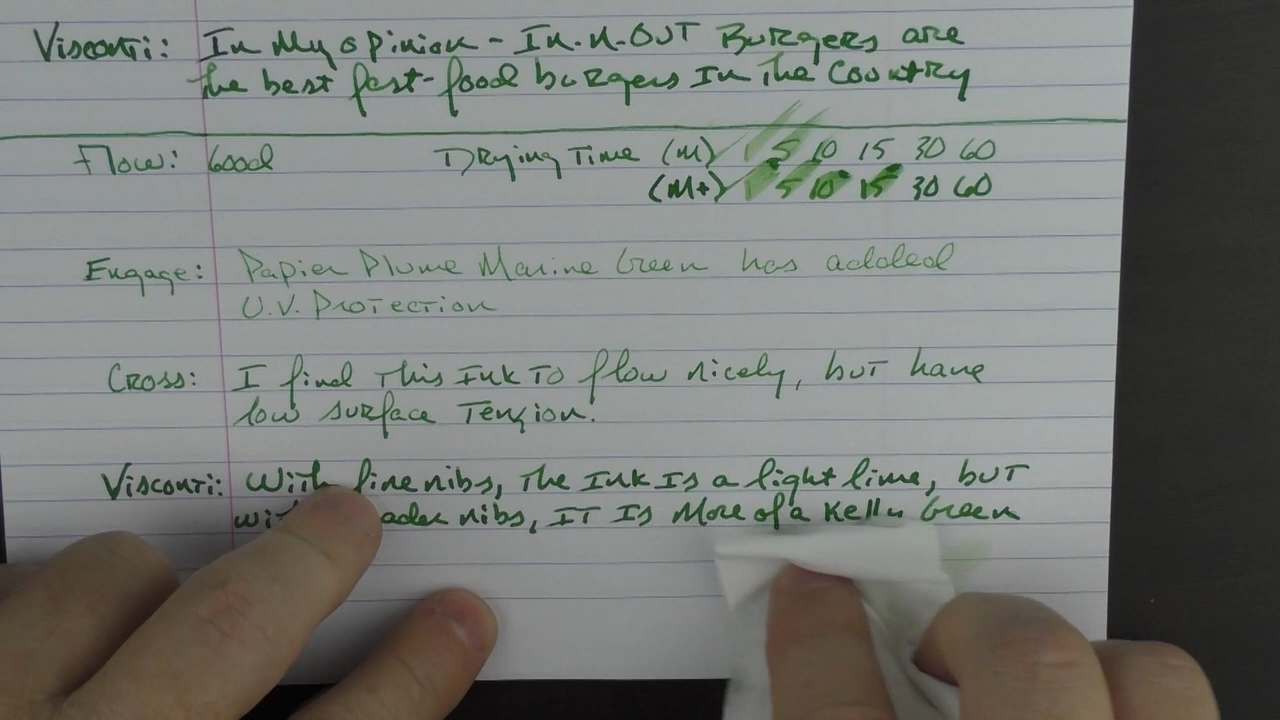 Visconti: In My opinion - In-N-Out Burgers are
the best fast-food burgers In The Country
Flow: Good Drying Time (M) 1 5 10 15 30 60
(M+) 1 5 10 15 30 60
Engage: Papier Plume Marine Green has added
U.V. Protection
Cross: I find This Ink To flow nicely, but have
low surface Tension.
Visconti: With fine nibs, The Ink Is a light lime, but
nibs, IT Is More of a Kelly Green